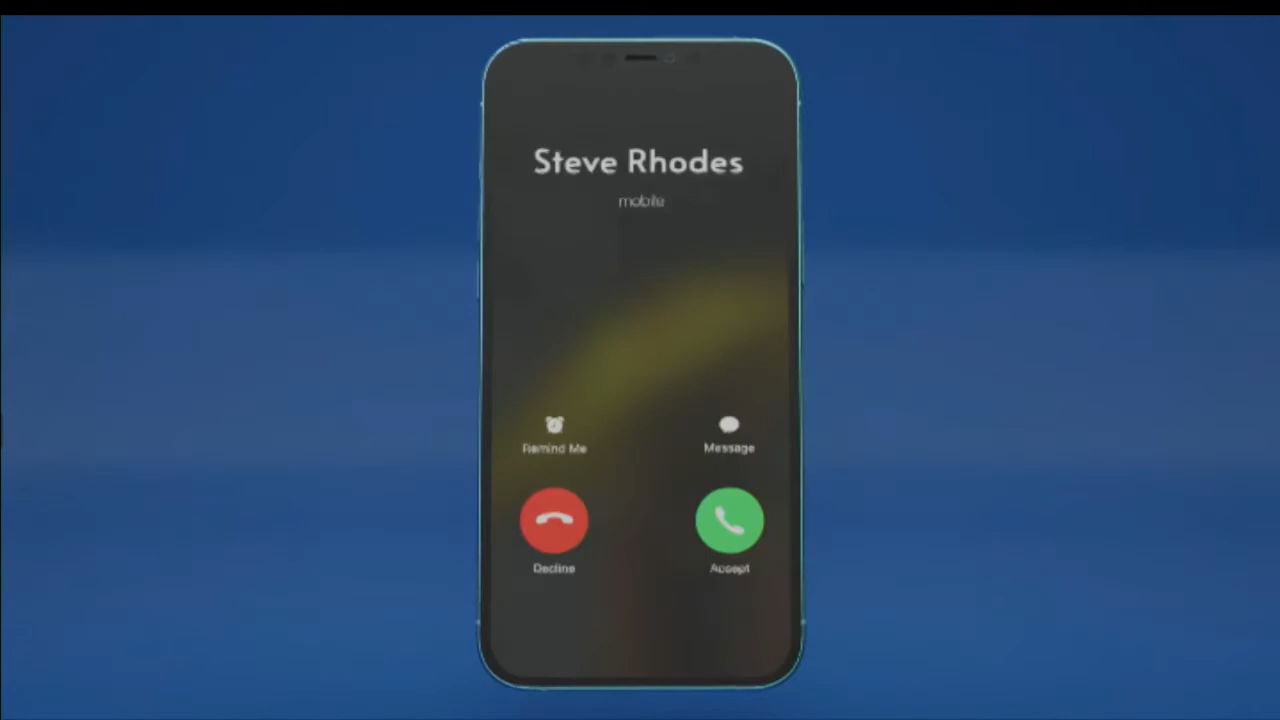 Steve Rhodes
mobile
Remind Me
Message
Decline
Accept